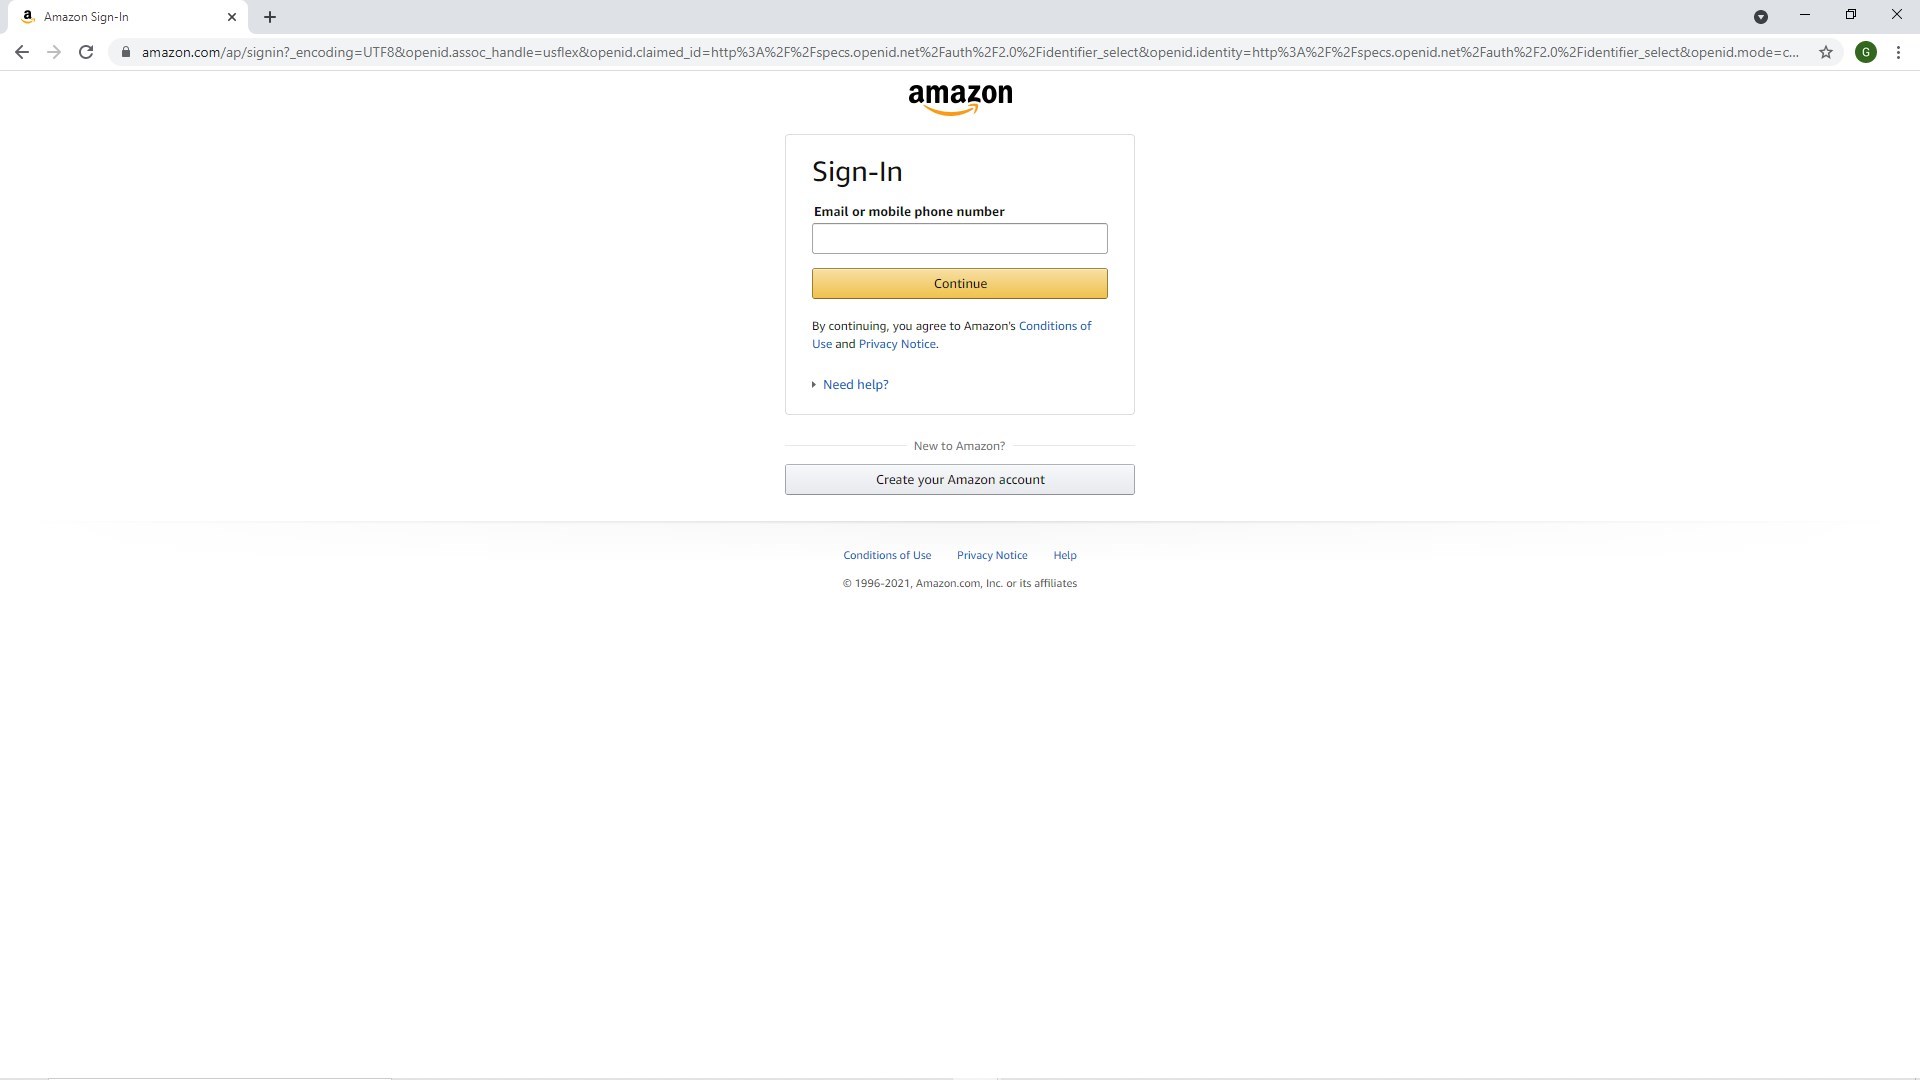 Amazon Sign-In
amazon.com/ap/signin?_encoding=UTF8&openid.assoc_handle=usflex&openid.claimed_id=http%3A%2F%2Fspecs.openid.net%2Fauth%2F2.0%2Fidentifier_select&openid.identity=http%3A%2F%2Fspecs.openid.net%2Fauth%2F2.0%2Fidentifier_select&openid.mode=c...
G
amazon
Sign-In
Email or mobile phone number
Continue
By continuing, you agree to Amazon's Conditions of
Use and Privacy Notice.
Need help?
New to Amazon?
Create your Amazon account
Conditions of Use Privacy Notice Help
© 1996-2021, Amazon.com, Inc. or its affiliates